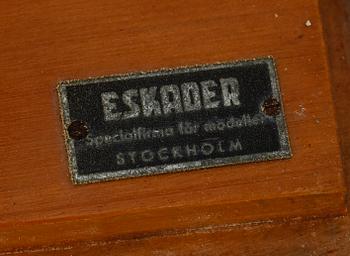 ESKADER
Specialfirma för modeller
STOCKHOLM